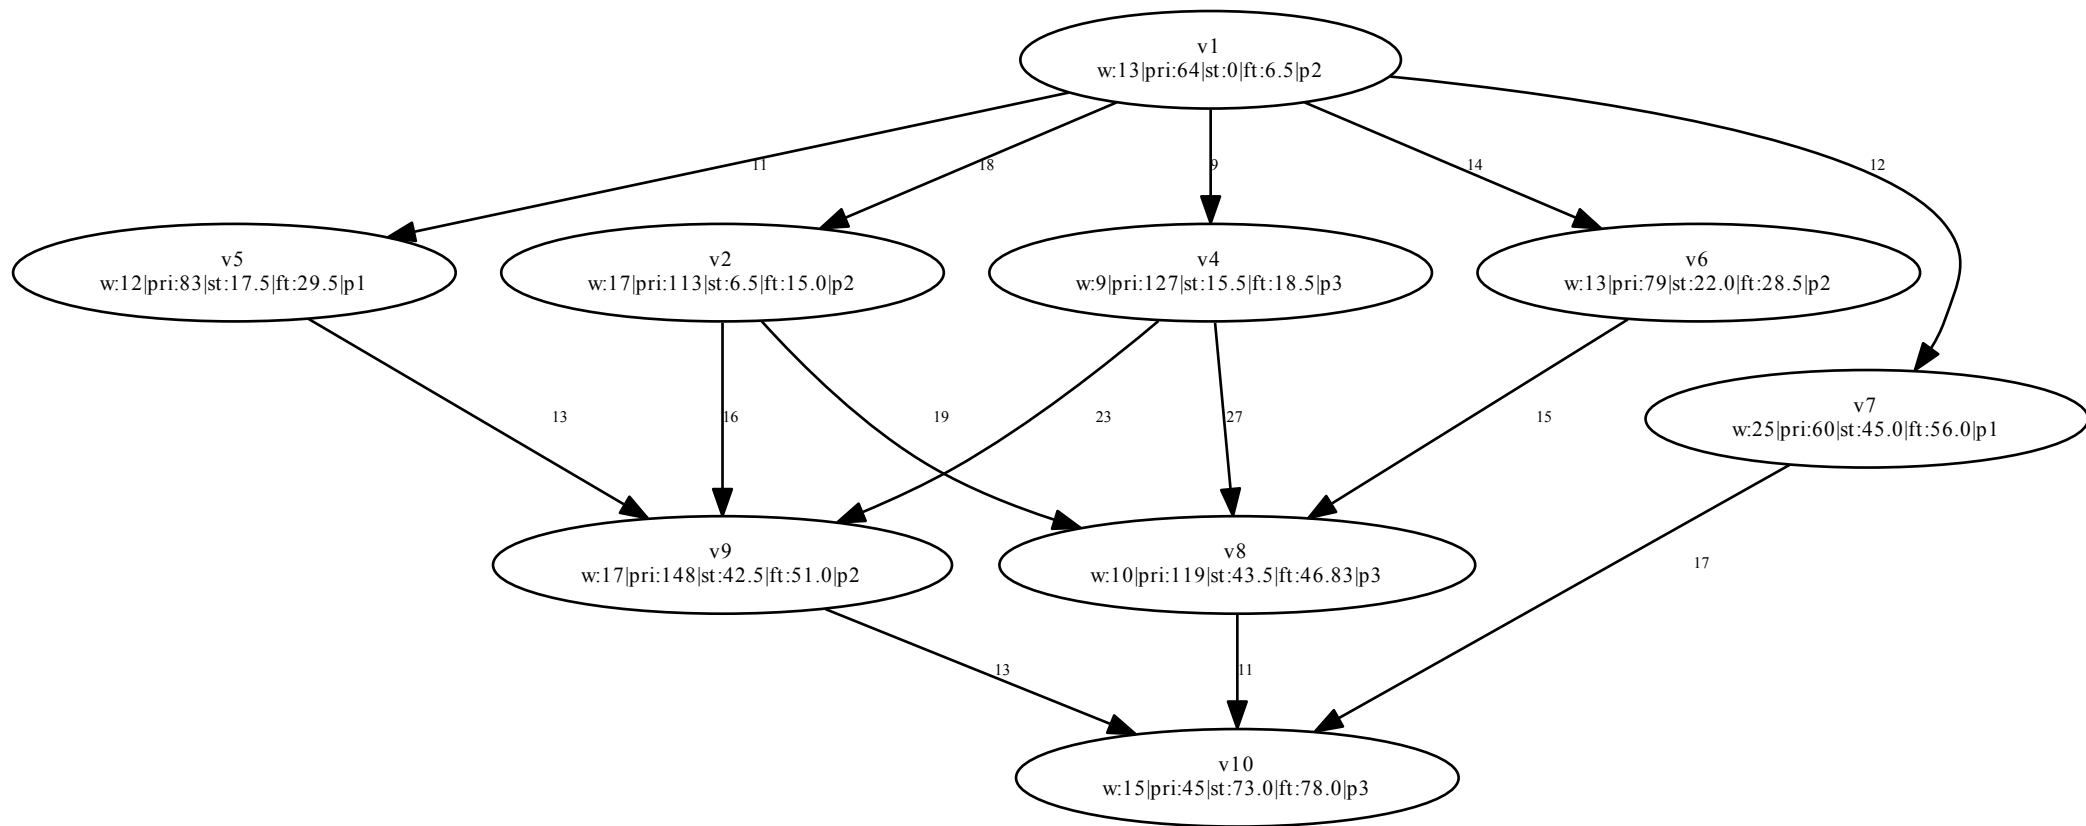 v1
w:13|pri:64|st:0|ft:6.5|p2
11
18
9
14
12
v5
w:12|pri:83|st:17.5|ft:29.5|p1
v2
w:17|pri:113|st:6.5|ft:15.0|p2
v4
w:9|pri:127|st:15.5|ft:18.5|p3
v6
w:13|pri:79|st:22.0|ft:28.5|p2
13
16
19
23
27
15
v7
w:25|pri:60|st:45.0|ft:56.0|p1
v9
w:17|pri:148|st:42.5|ft:51.0|p2
v8
w:10|pri:119|st:43.5|ft:46.83|p3
17
13
11
v10
w:15|pri:45|st:73.0|ft:78.0|p3